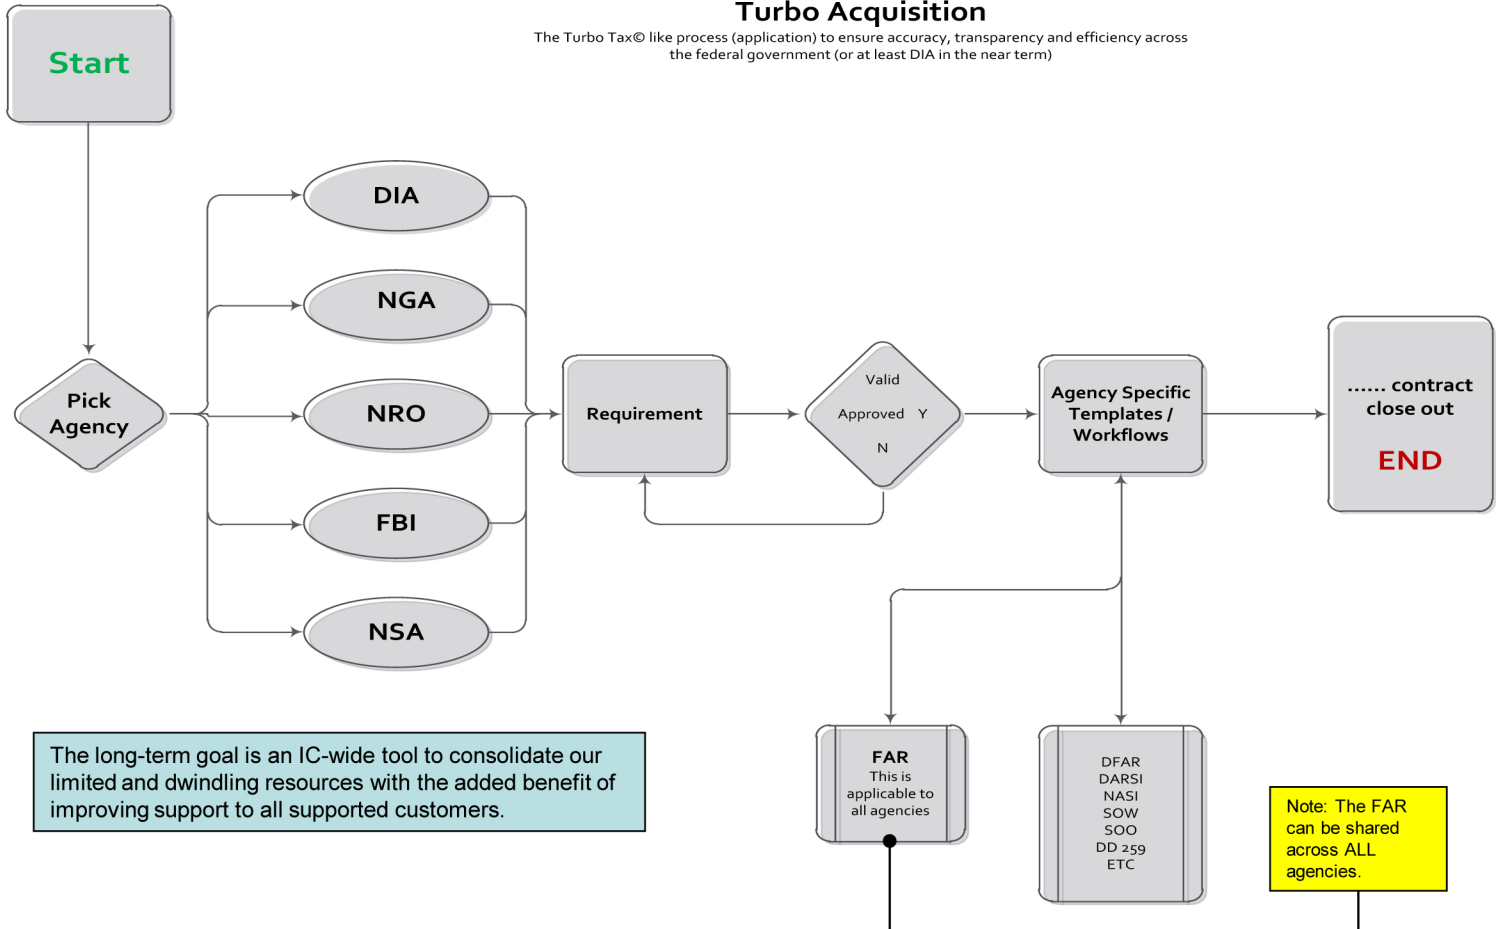 Turbo Acquisition
The Turbo Tax© like process (application) to ensure accuracy, transparency and efficiency across
the federal government (or at least DIA in the near term)
Start
Pick
Agency
DIA
NGA
NRO
FBI
NSA
Requirement
Valid
Approved Y
N
Agency Specific
Templates /
Workflows
...... contract
close out
END
FAR
This is
applicable to
all agencies
DFAR
DARSI
NASI
SOW
SOO
DD 259
ETC
The long-term goal is an IC-wide tool to consolidate our
limited and dwindling resources with the added benefit of
improving support to all supported customers.
Note: The FAR
can be shared
across ALL
agencies.